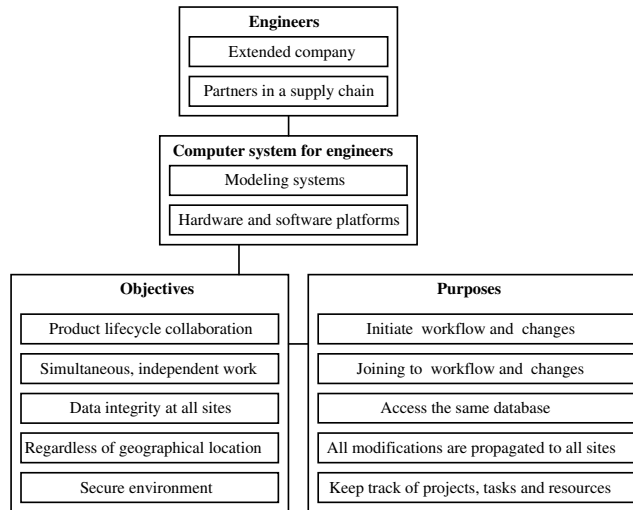 Engineers
Extended company
Partners in a supply chain
Computer system for engineers
Modeling systems
Hardware and software platforms
Objectives
Product lifecycle collaboration
Simultaneous, independent work
Data integrity at all sites
Regardless of geographical location
Secure environment
Purposes
Initiate workflow and changes
Joining to workflow and changes
Access the same database
All modifications are propagated to all sites
Keep track of projects, tasks and resources